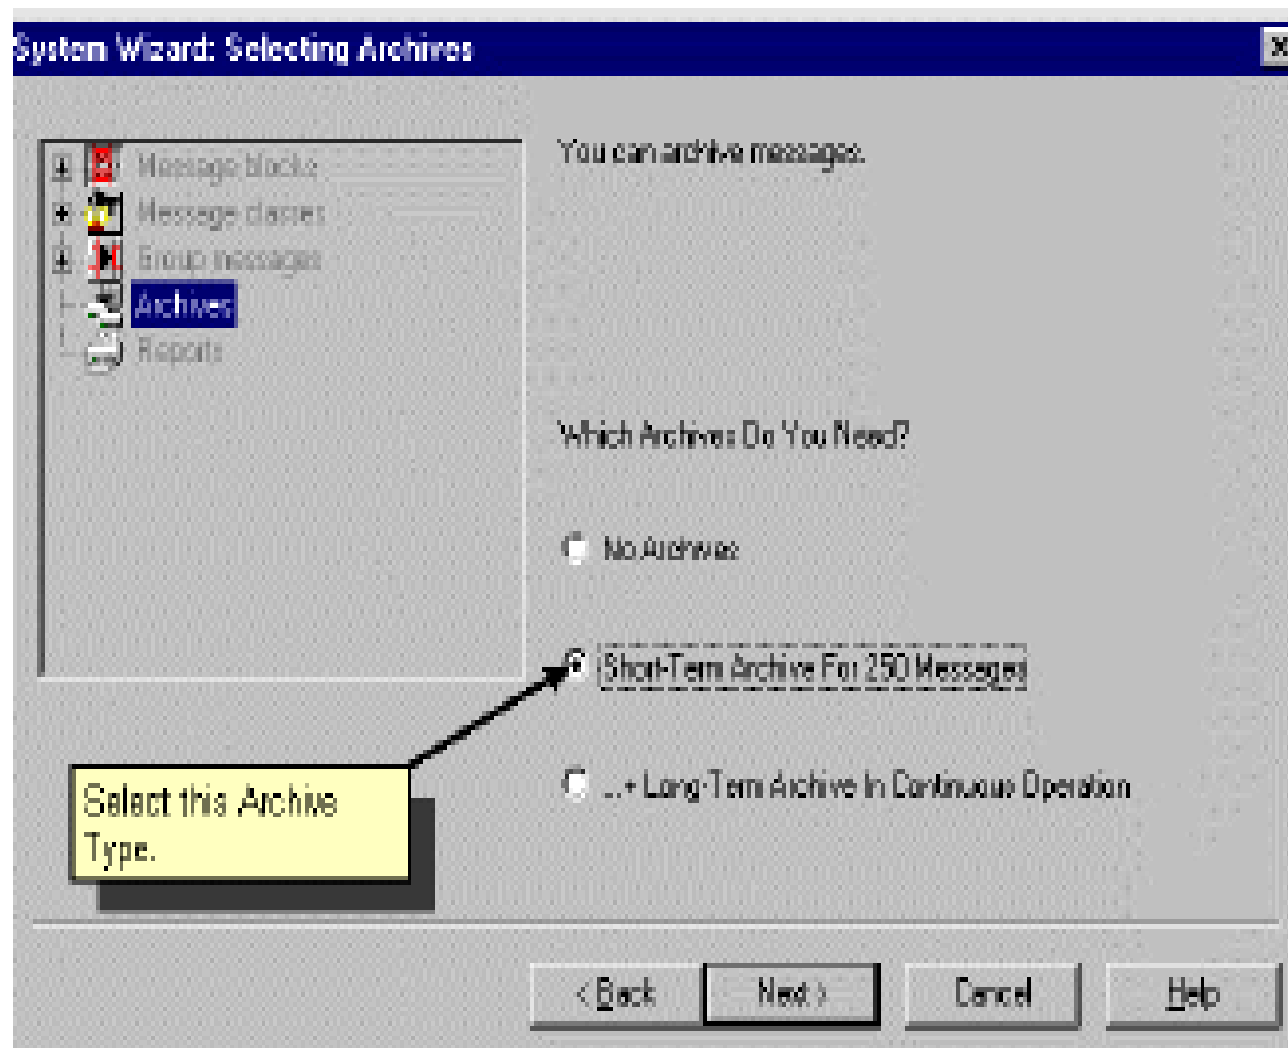 System Wizard: Selecting Archives
Message blocks
Message classes
Group messages
Archives
Reports
You can archive messages.
Which Archives Do You Need?
No Archives
Short-Term Archive For 250 Messages
...+ Long-Term Archive In Continuous Operation
Select this Archive
Type.
< Back
Next >
Cancel
Help